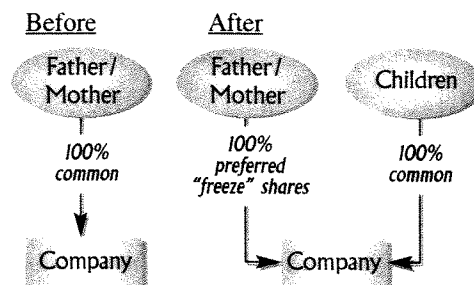 Before
Father/
Mother
100%
common
Company
After
Father/
Mother
100%
preferred
"freeze" shares
Children
100%
common
Company